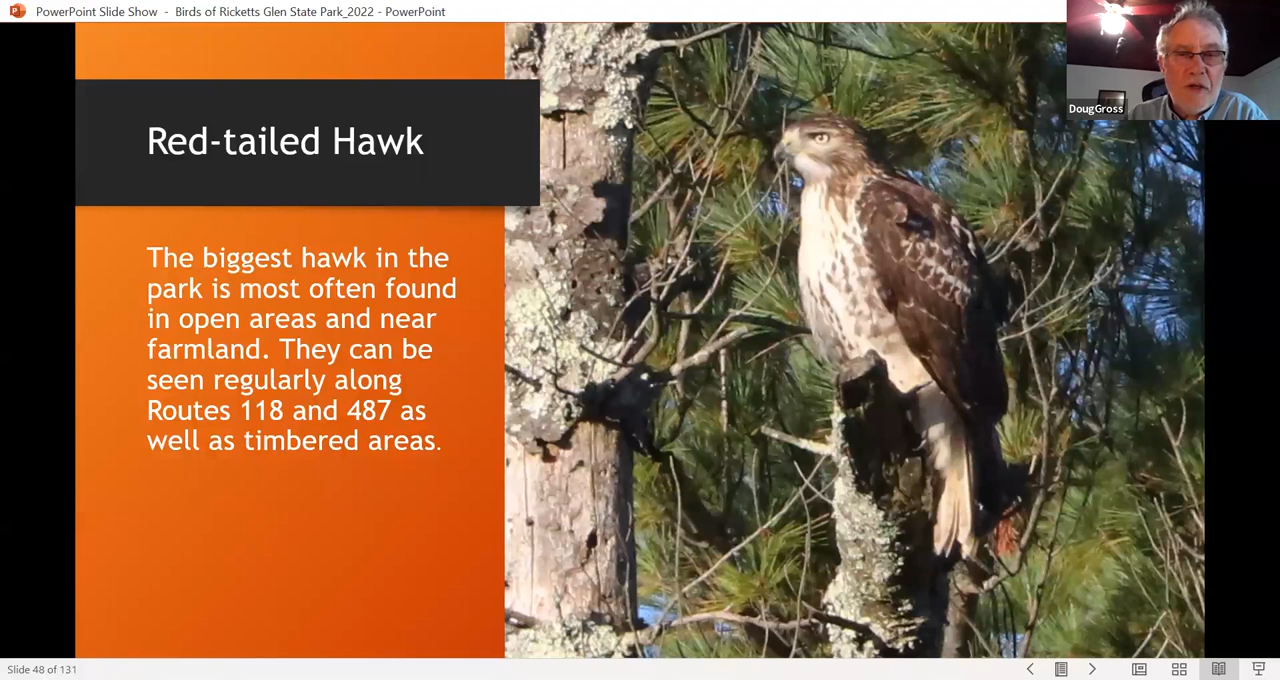 PowerPoint Slide Show - Birds of Ricketts Glen State Park_2022 - PowerPoint
DougGross
Red-tailed Hawk
The biggest hawk in the
park is most often found
in open areas and near
farmland. They can be
seen regularly along
Routes 118 and 487 as
well as timbered areas.
Slide 48 of 131